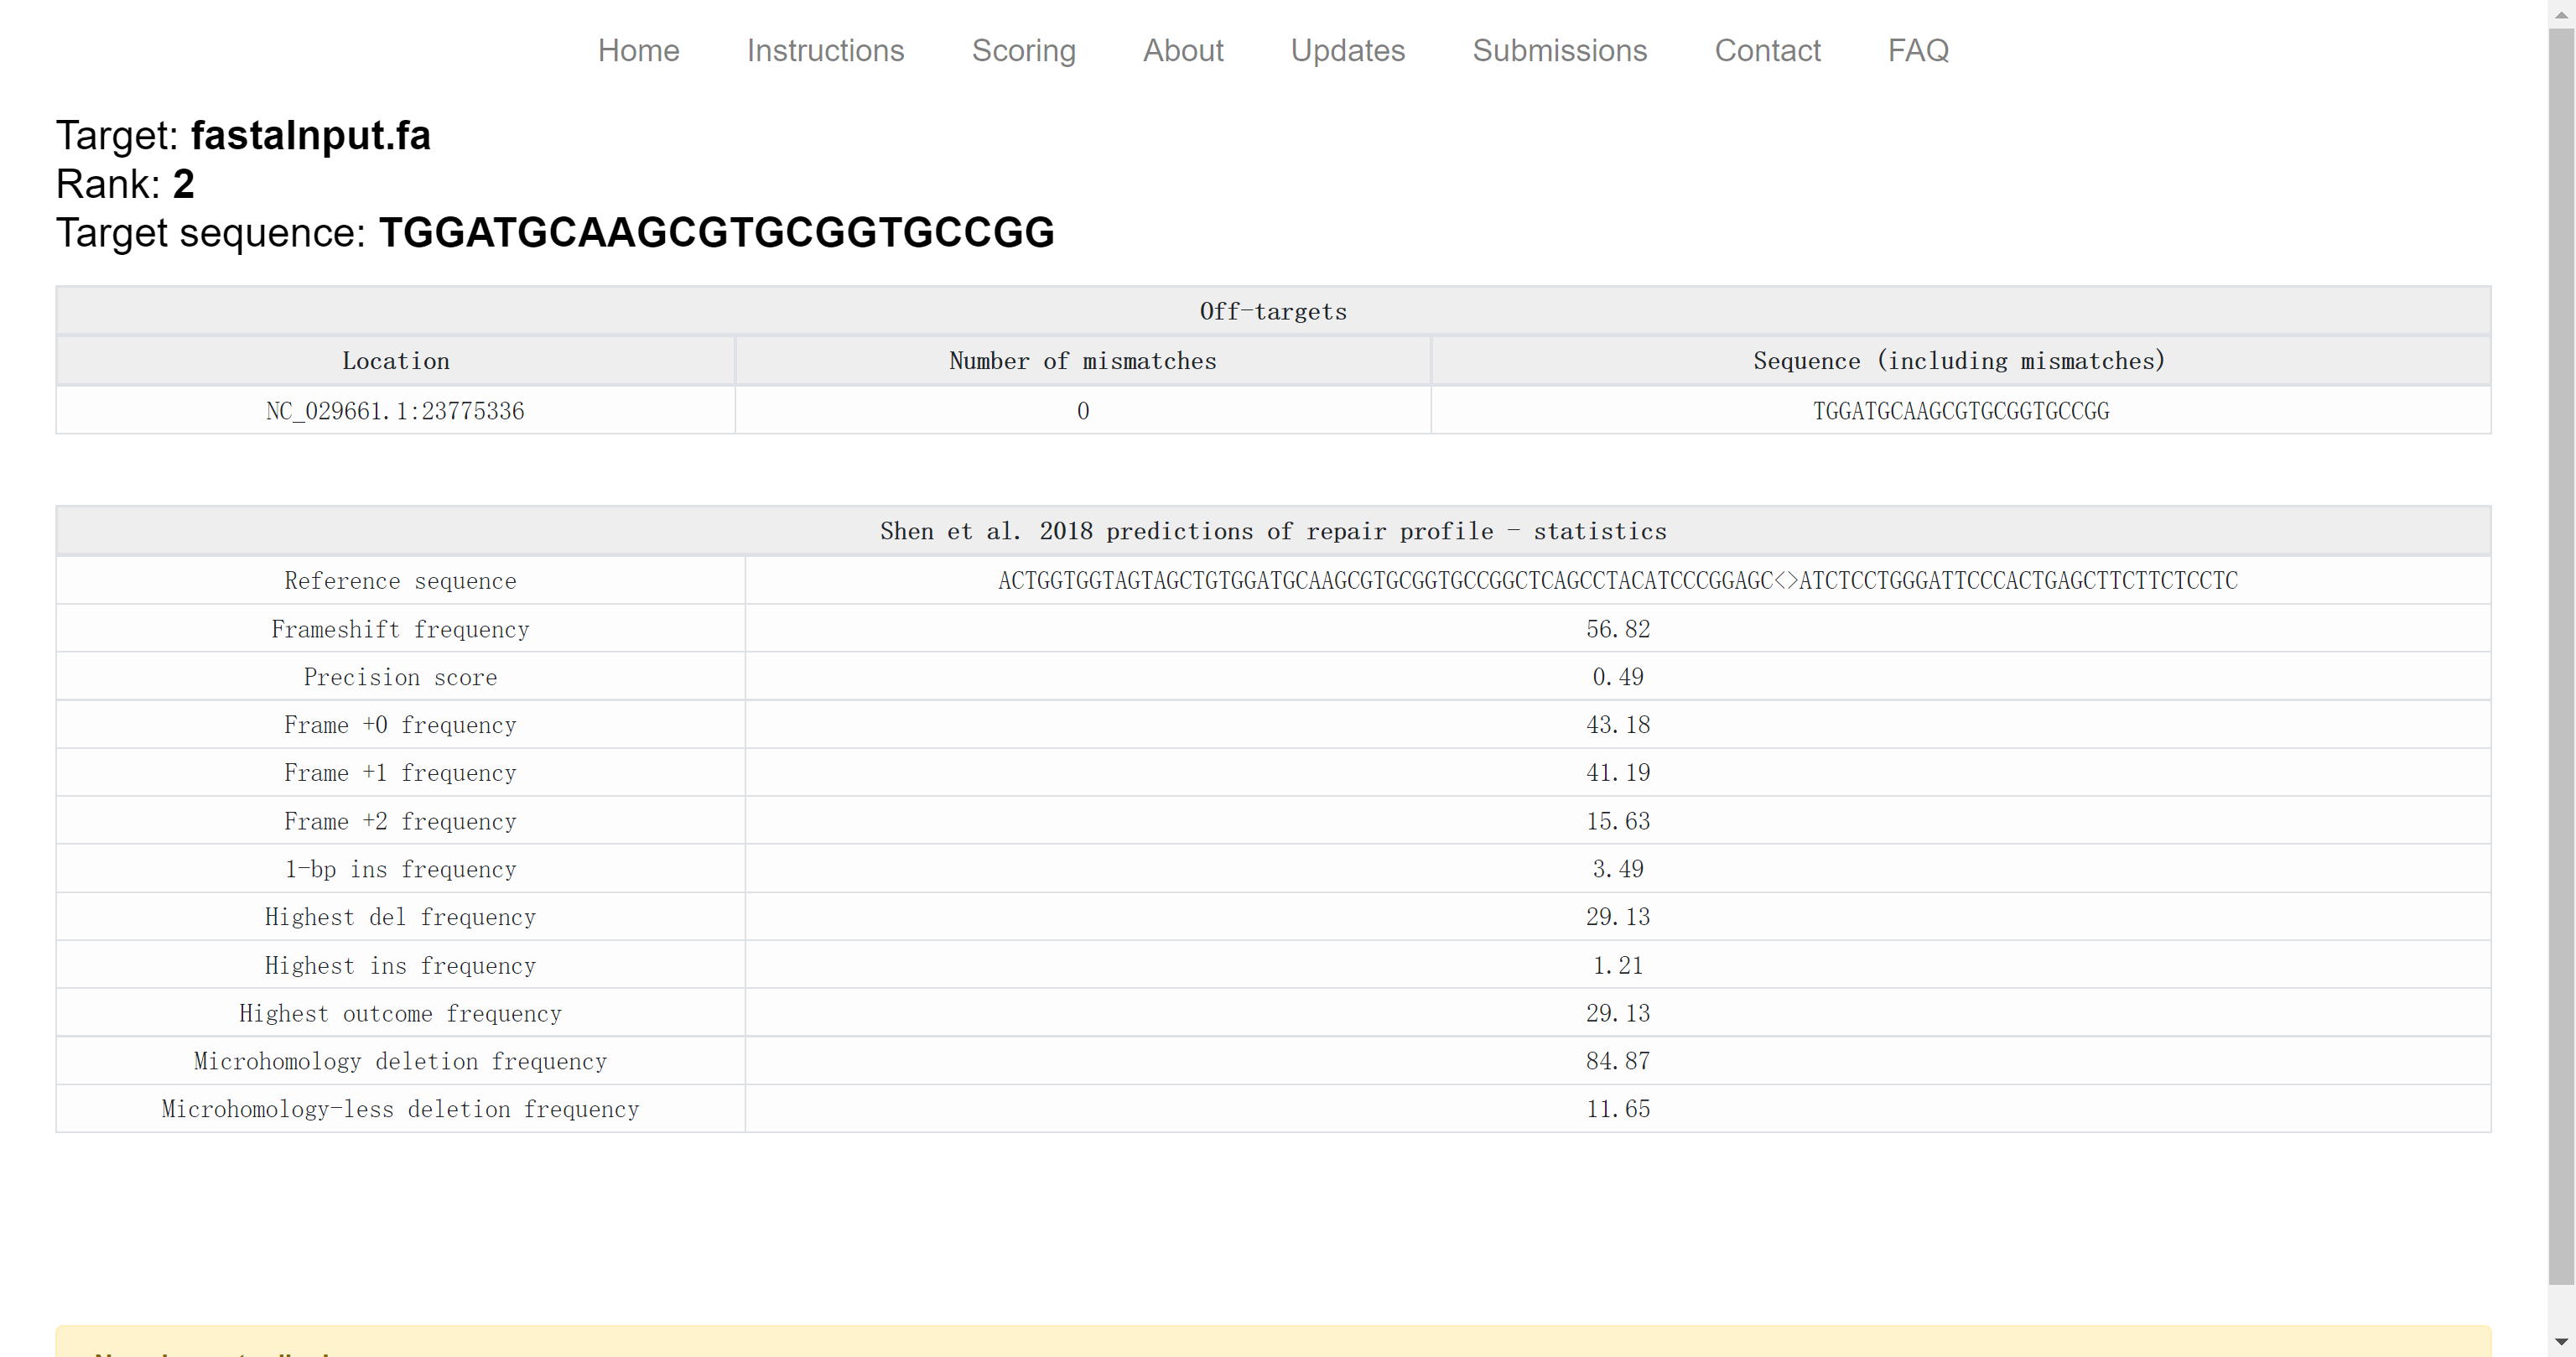 Home Instructions Scoring About Updates Submissions Contact FAQ
Target: fastaInput.fa
Rank: 2
Target sequence: TGGATGCAAGCGTGCGGTGCCGG
Off-targets
Location Number of mismatches Sequence (including mismatches)
NC_029661.1:23775336 0 TGGATGCAAGCGTGCGGTGCCGG
Shen et al. 2018 predictions of repair profile - statistics
Reference sequence ACTGGTGGTAGTAGCTGTGGATGCAAGCGTGCGGTGCCGGCTCAGCCTACATCCCGGAGC<>ATCTCCTGGGATTCCCACTGAGCTTCTTCTCCTC
Frameshift frequency 56.82
Precision score 0.49
Frame +0 frequency 43.18
Frame +1 frequency 41.19
Frame +2 frequency 15.63
1-bp ins frequency 3.49
Highest del frequency 29.13
Highest ins frequency 1.21
Highest outcome frequency 29.13
Microhomology deletion frequency 84.87
Microhomology-less deletion frequency 11.65